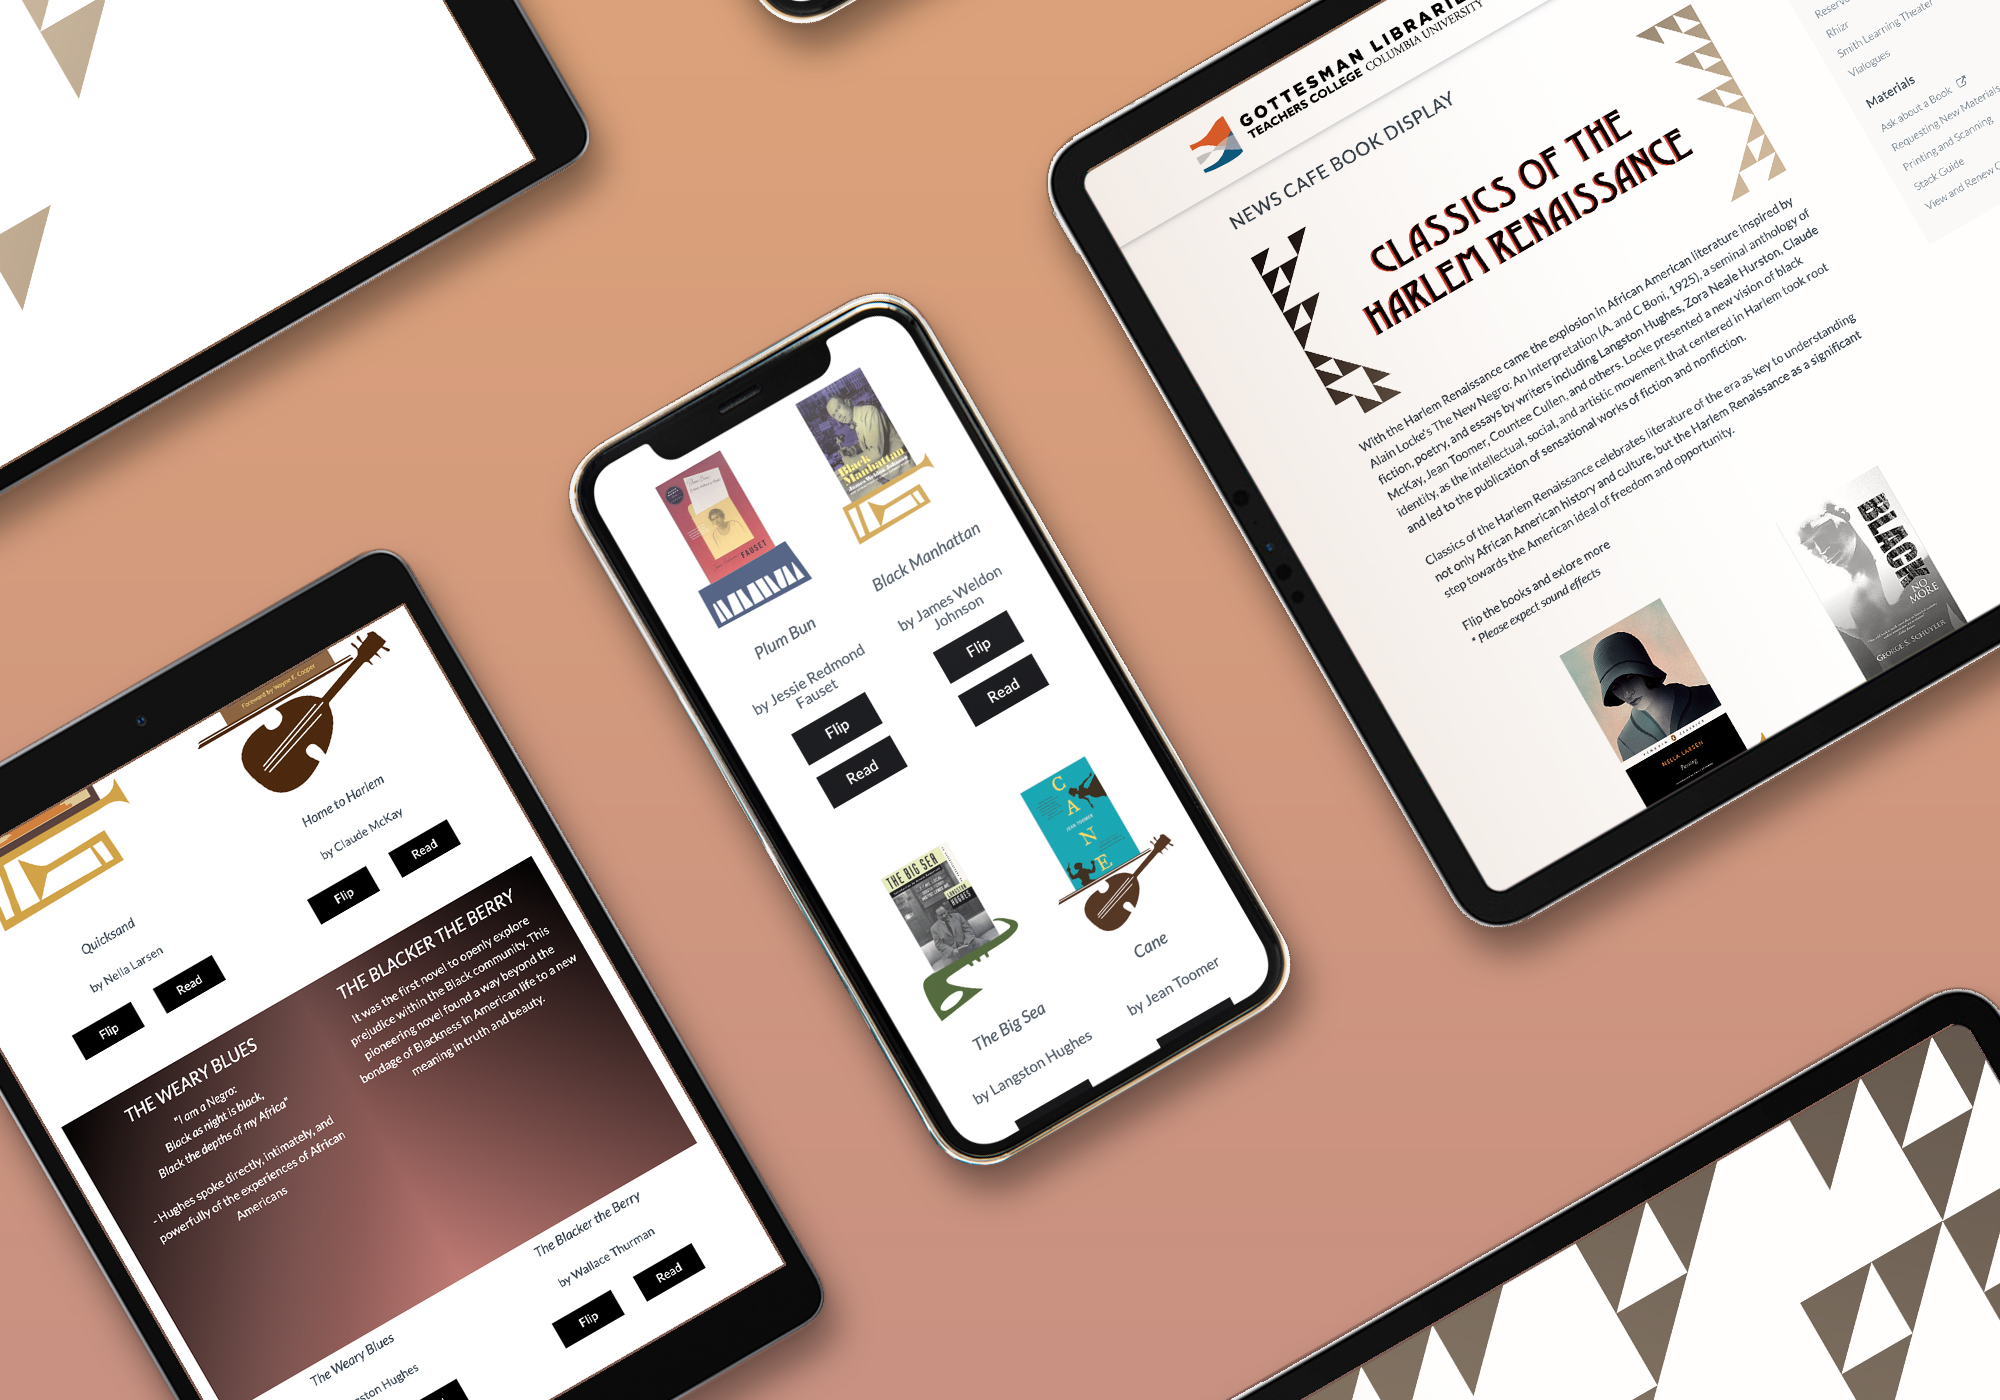 GOTTESMAN LIBRARIE
TEACHERS COLLEGE COLUMBIA UNIVERSITY
NEWS CAFE BOOK DISPLAY
CLASSICS OF THE
HARLEM RENAISSANCE
With the Harlem Renaissance came the explosion in African American literature inspired by
Alain Locke's The New Negro: An Interpretation (A. and C Boni, 1925), a seminal anthology of
fiction, poetry, and essays by writers including Langston Hughes, Zora Neale Hurston, Claude
McKay, Jean Toomer, Countee Cullen, and others. Locke presented a new vision of black
identity, as the intellectual, social, and artistic movement that centered in Harlem took root
and led to the publication of sensational works of fiction and nonfiction.
Classics of the Harlem Renaissance celebrates literature of the era as key to understanding
not only African American history and culture, but the Harlem Renaissance as a significant
step towards the American ideal of freedom and opportunity.
Flip the books and exlore more
* Please expect sound effects
NELLA LARSEN
Passing
BLACK
NO
MORE
GEORGE S. SCHUYLER
Reserv
Rhizr
Smith Learning Theater
Vialogues
Materials
Ask about a Book
Requesting New Materials
Printing and Scanning
Stack Guide
View and Renew C
FAUSET
Plum Bun
by Jessie Redmond
Fauset
Flip
Read
Black
Manhattan
James Weldon Johnson
Black Manhattan
by James Weldon
Johnson
Flip
Read
THE BIG SEA
LANGSTON
HUGHES
The Big Sea
by Langston Hughes
CANE
JEAN TOOMER
Cane
by Jean Toomer
Foreword by Wayne F. Cooper
Home to Harlem
by Claude McKay
Flip
Read
Quicksand
by Nella Larsen
Flip
Read
THE WEARY BLUES
"I am a Negro:
Black as night is black,
Black the depths of my Africa"
- Hughes spoke directly, intimately, and
powerfully of the experiences of African
Americans
THE BLACKER THE BERRY
It was the first novel to openly explore
prejudice within the Black community. This
pioneering novel found a way beyond the
bondage of Blackness in American life to a new
meaning in truth and beauty.
The Blacker the Berry
by Wallace Thurman
Flip
Read
The Weary Blues
gston Hughes